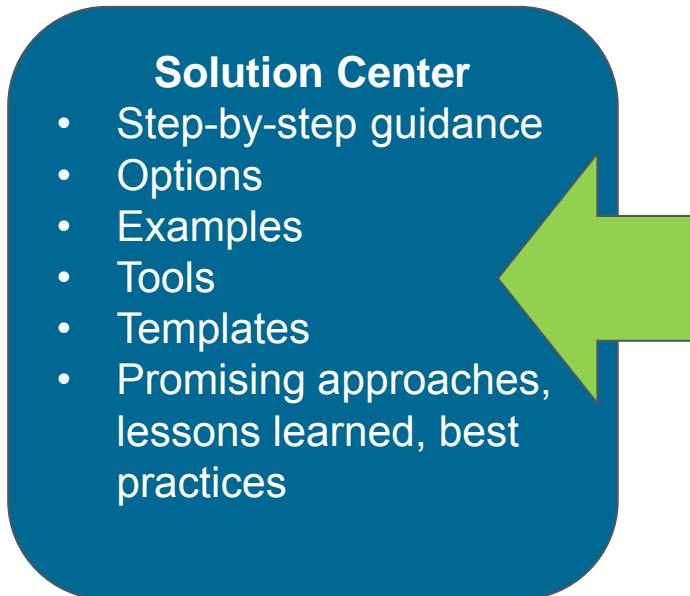 Solution Center
• Step-by-step guidance
• Options
• Examples
• Tools
• Templates
• Promising approaches,
lessons learned, best
practices